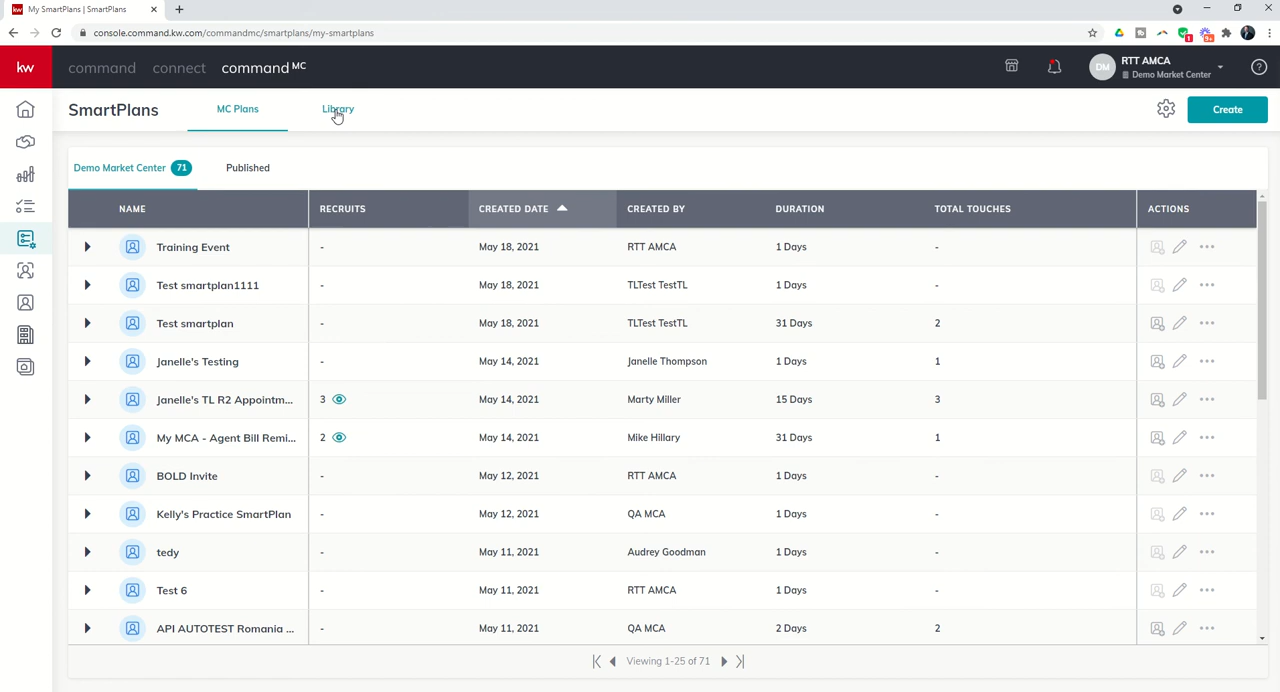 My SmartPlans | SmartPlans
console.command.kw.com/commandmc/smartplans/my-smartplans
1
9+
kw
command
connect
command MC
DM
RTT AMCA
Demo Market Center
SmartPlans
MC Plans
Library
Create
Demo Market Center 71
Published
NAME RECRUITS CREATED DATE CREATED BY DURATION TOTAL TOUCHES ACTIONS
Training Event - May 18, 2021 RTT AMCA 1 Days -
Test smartplan1111 - May 18, 2021 TLTest TestTL 1 Days -
Test smartplan - May 18, 2021 TLTest TestTL 31 Days 2
Janelle's Testing - May 14, 2021 Janelle Thompson 1 Days 1
Janelle's TL R2 Appointm... 3 May 14, 2021 Marty Miller 15 Days 3
My MCA - Agent Bill Remi... 2 May 14, 2021 Mike Hillary 31 Days 1
BOLD Invite - May 12, 2021 RTT AMCA 1 Days -
Kelly's Practice SmartPlan - May 12, 2021 QA MCA 1 Days -
tedy - May 11, 2021 Audrey Goodman 1 Days -
Test 6 - May 11, 2021 RTT AMCA 1 Days -
API AUTOTEST Romania ... - May 11, 2021 QA MCA 2 Days 2
Viewing 1-25 of 71